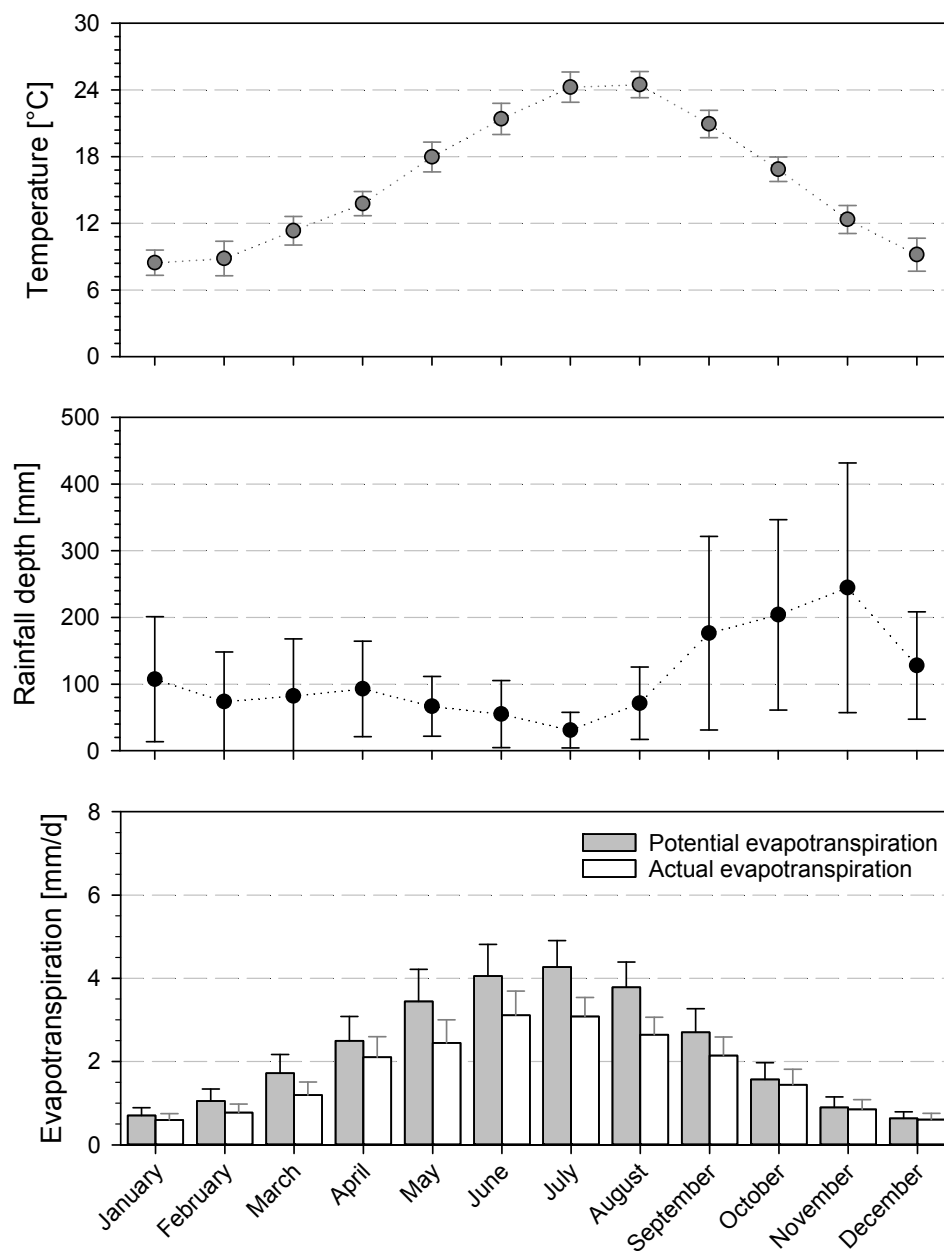 30
24
18
12
6
0
Temperature [°C]
500
400
300
200
100
0
Rainfall depth [mm]
8
6
4
2
0
Evapotranspiration [mm/d]
Potential evapotranspiration
Actual evapotranspiration
January
February
March
April
May
June
July
August
September
October
November
December